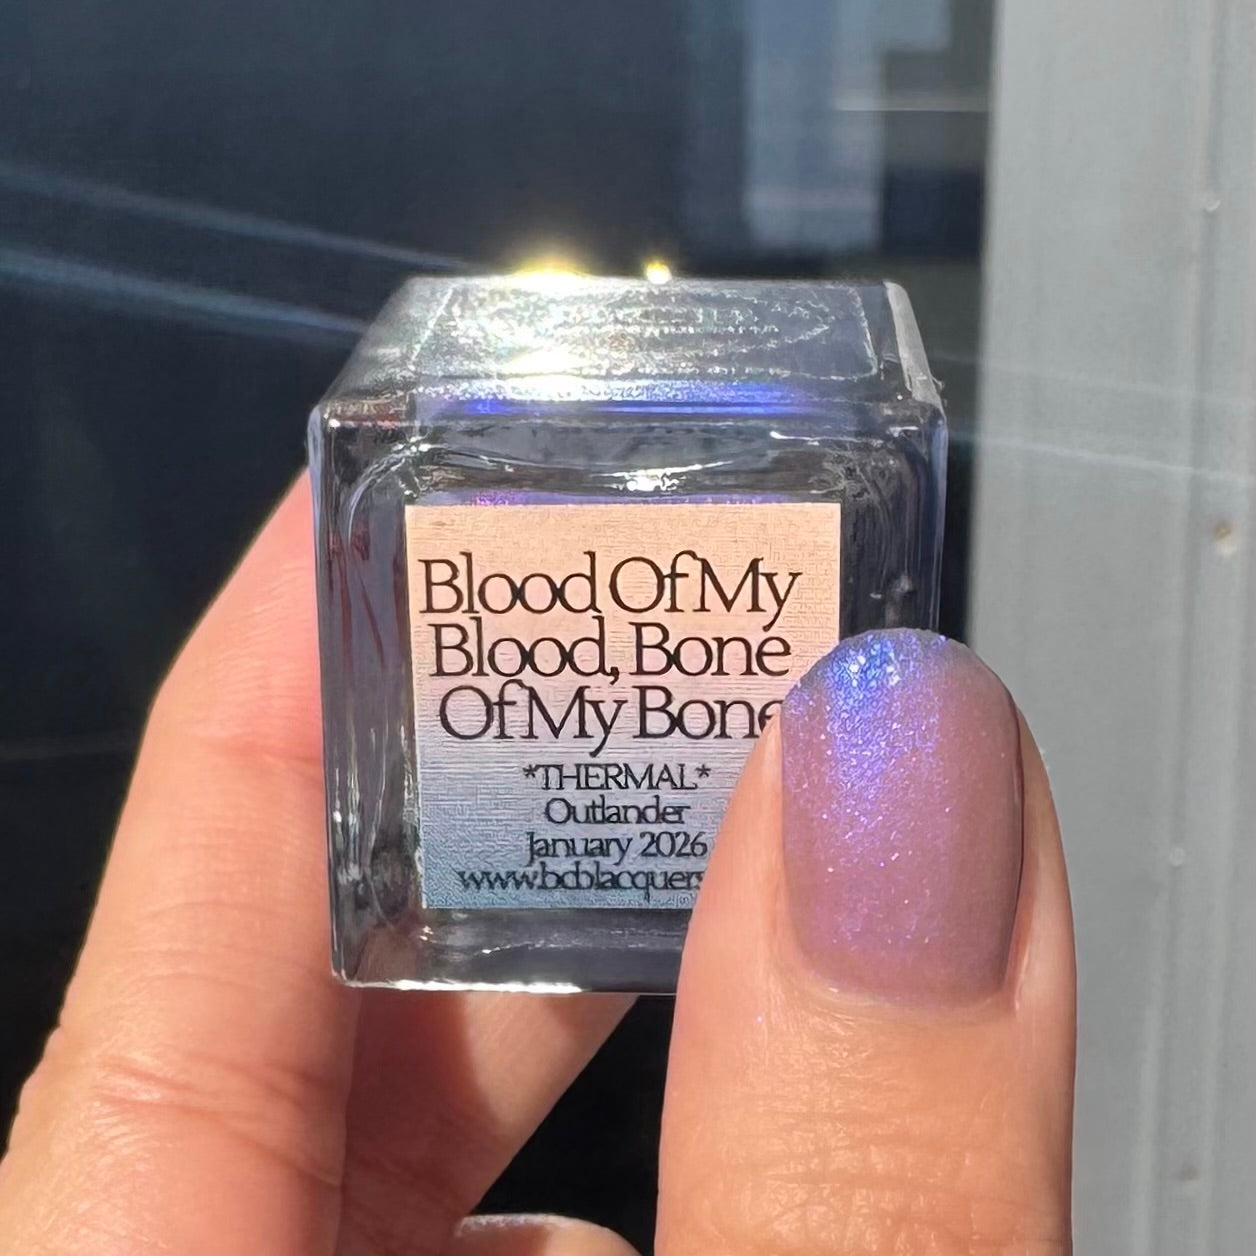 Blood Of My
Blood, Bone
Of My Bone
*THERMAL*
Outlander
January 2026
www.bcblacquers